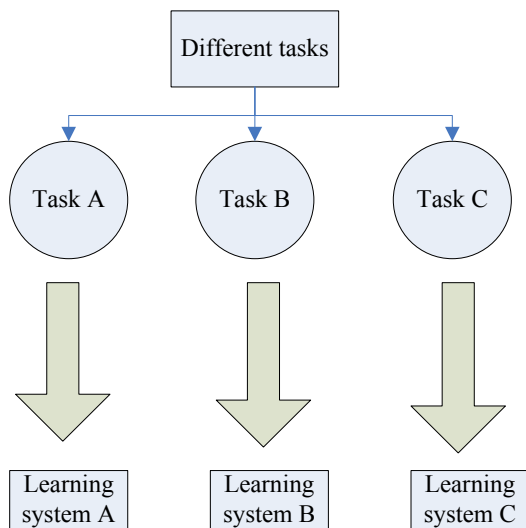 Different tasks
Task A
Task B
Task C
Learning
system A
Learning
system B
Learning
system C